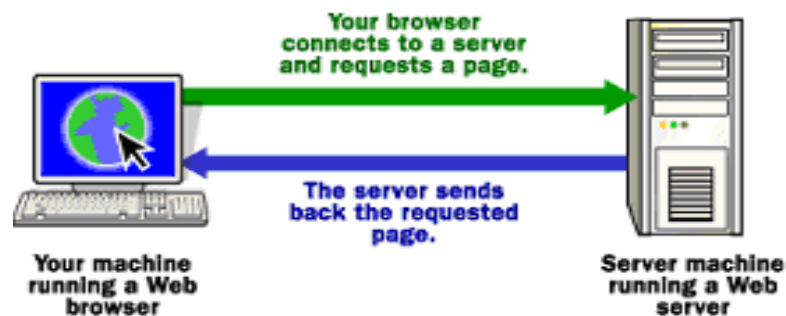 Your browser
connects to a server
and requests a page.
The server sends
back the requested
page.
Your machine
running a Web
browser
Server machine
running a Web
server